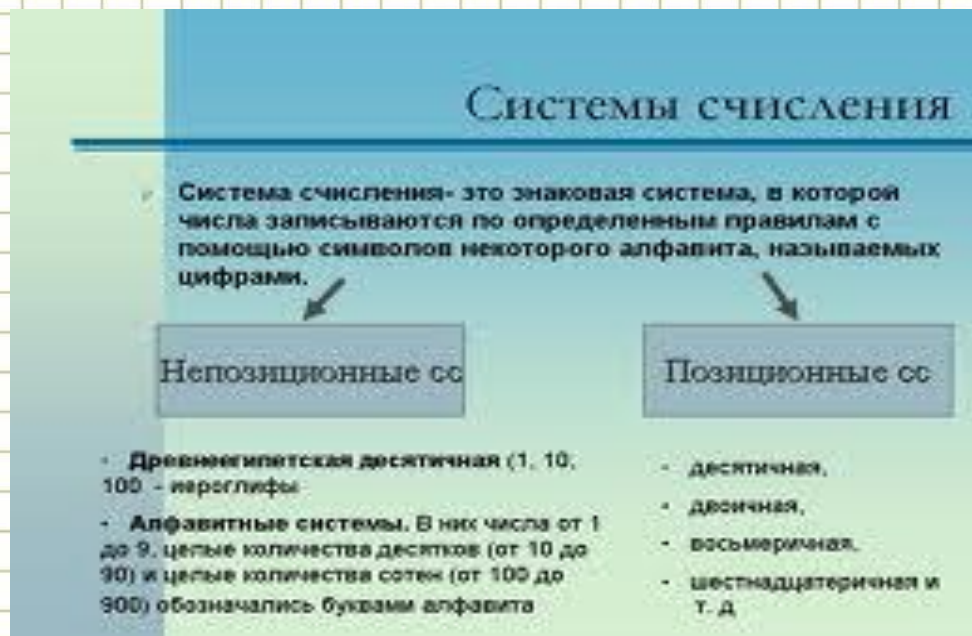 Системы счисления
Система счисления- это знаковая система, в которой
числа записываются по определенным правилам с
помощью символов некоторого алфавита, называемых
цифрами.
Непозиционные сс
Позиционные сс
- Древнеегипетская десятичная (1, 10,
100 - иероглифы
- Алфавитные системы. В них числа от 1
до 9, целые количества десятков (от 10 до
90) и целые количества сотен (от 100 до
900) обозначались буквами алфавита
- десятичная,
- двоичная,
- восьмеричная,
- шестнадцатеричная и
т. д